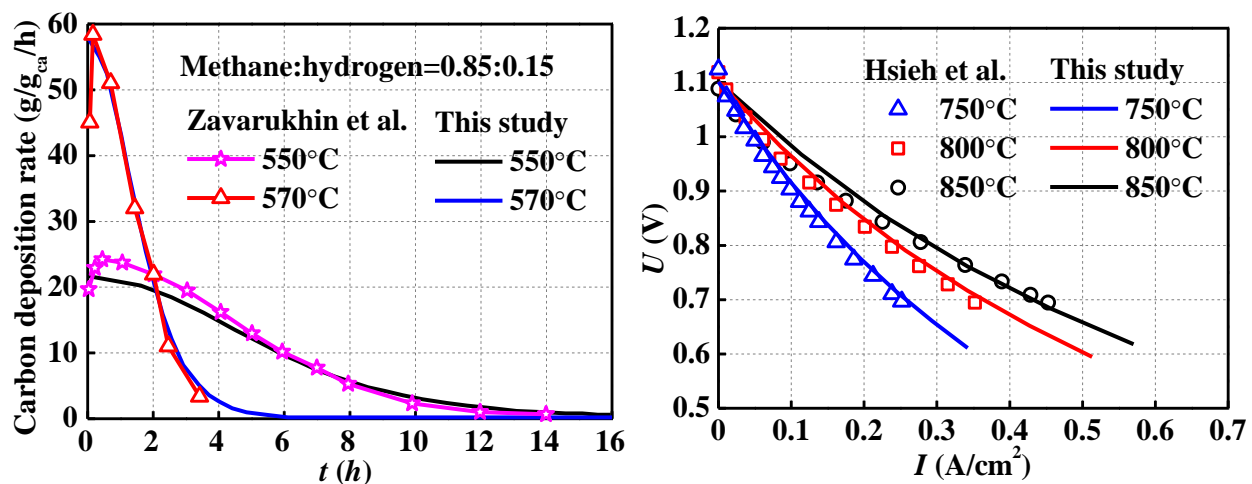 Carbon deposition rate (g/g_ca/h)
60
50
40
30
20
10
0
Methane:hydrogen=0.85:0.15
Zavarukhin et al.
This study
550°C
550°C
570°C
570°C
0 2 4 6 8 10 12 14 16
t (h)
U (V)
1.2
1.1
1
0.9
0.8
0.7
0.6
0.5
Hsieh et al.
This study
750°C
750°C
800°C
800°C
850°C
850°C
0 0.1 0.2 0.3 0.4 0.5 0.6 0.7
I (A/cm²)